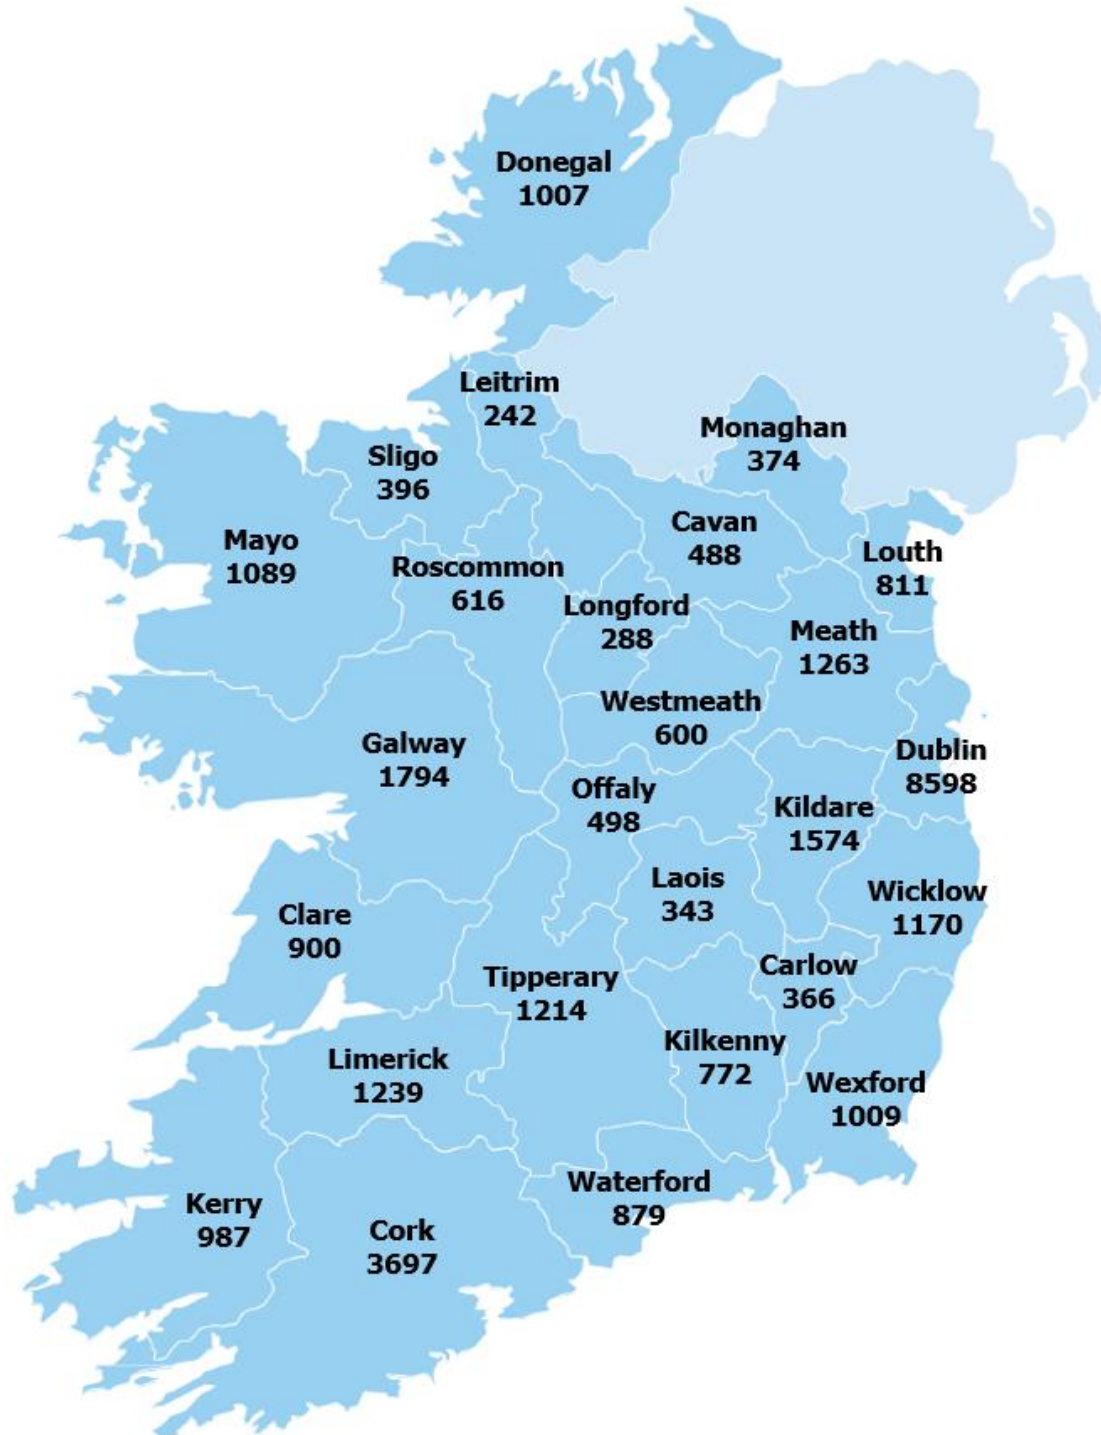 Donegal
1007
Leitrim
242
Monaghan
374
Sligo
396
Cavan
488
Mayo
1089
Louth
811
Roscommon
616
Longford
288
Meath
1263
Westmeath
600
Galway
1794
Dublin
8598
Offaly
498
Kildare
1574
Laois
343
Wicklow
1170
Clare
900
Carlow
366
Tipperary
1214
Kilkenny
772
Limerick
1239
Wexford
1009
Waterford
879
Kerry
987
Cork
3697